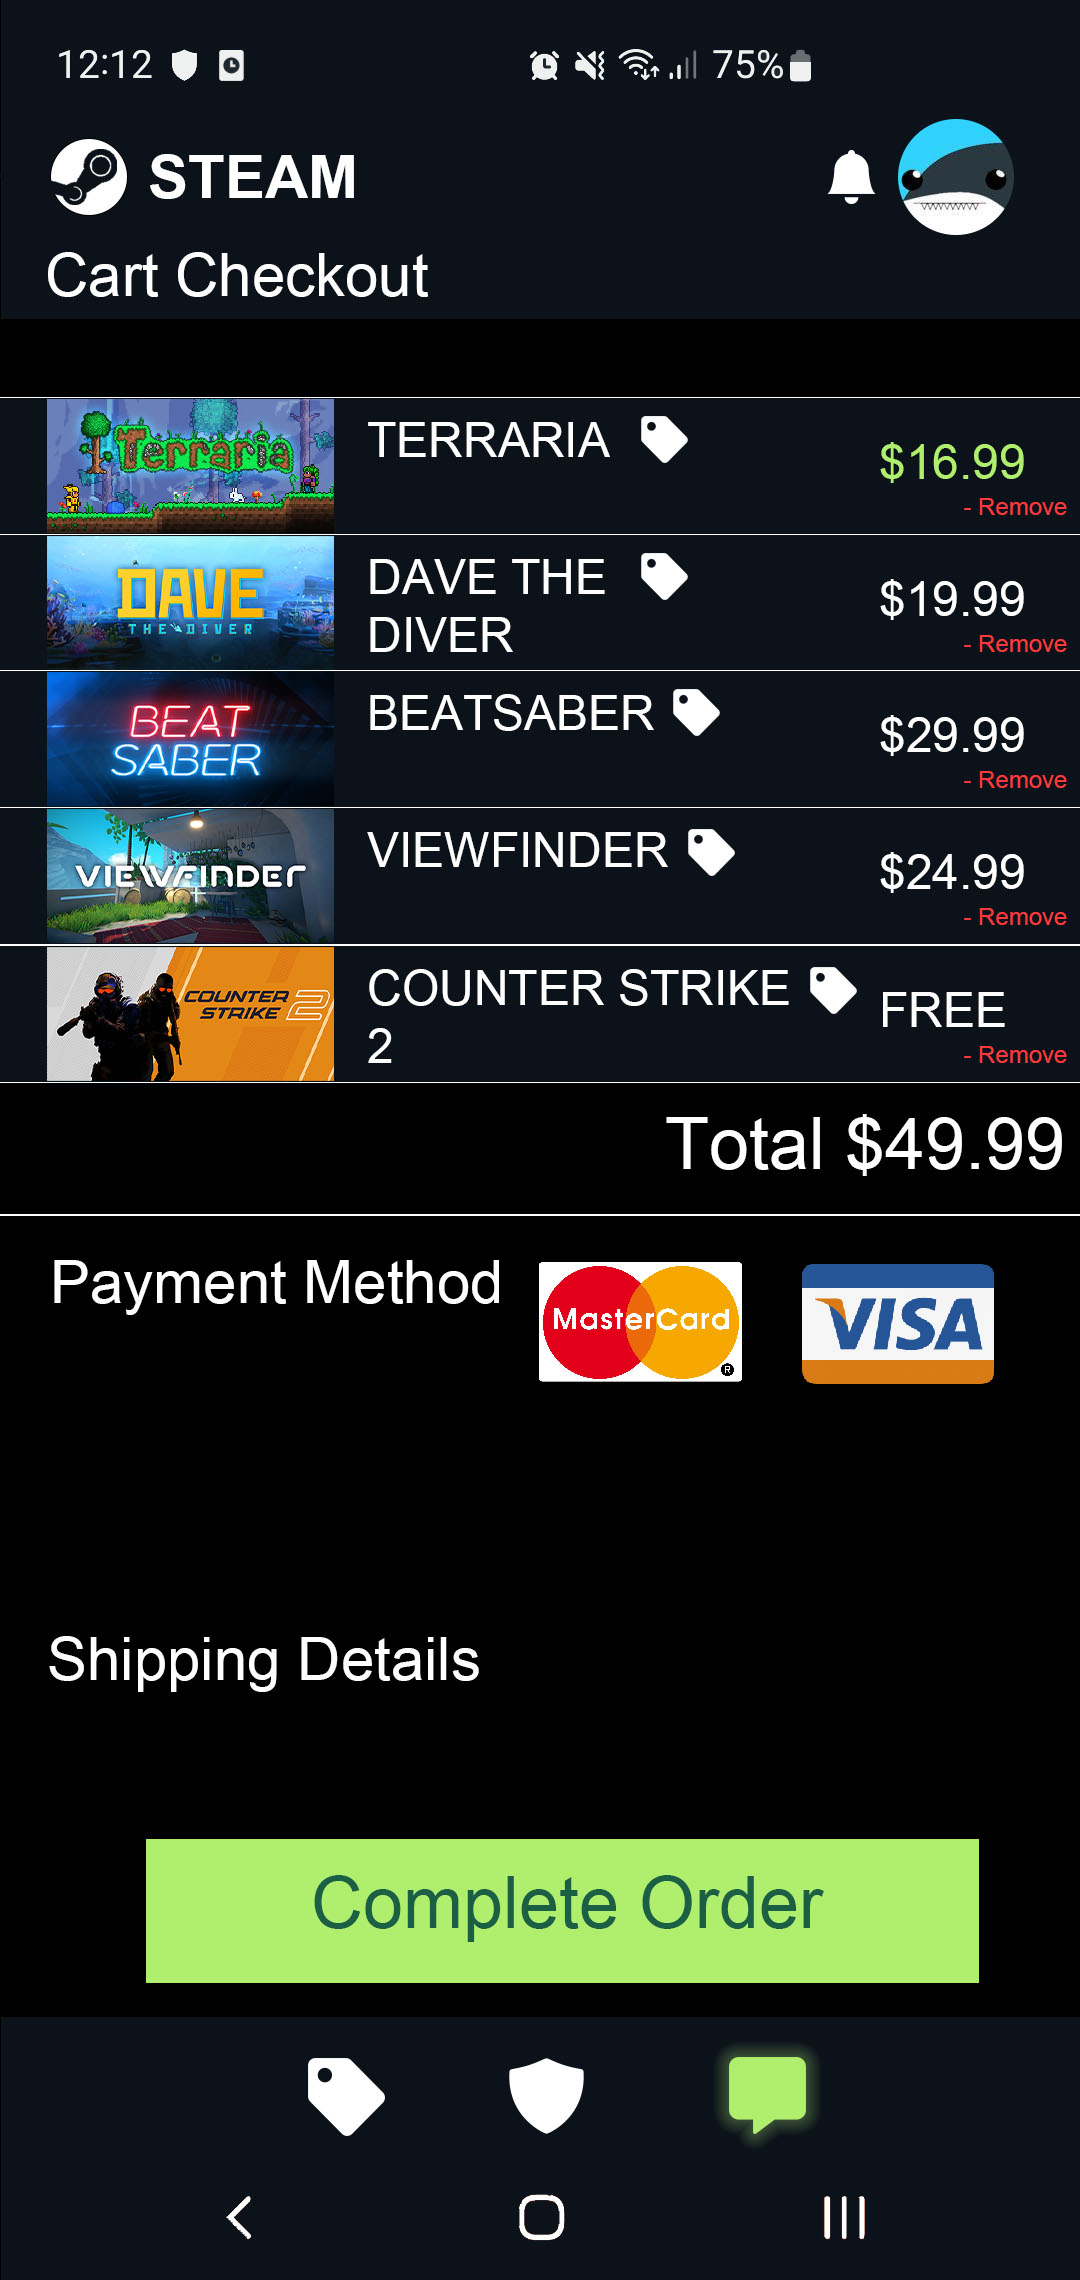 12:12 75%
STEAM
Cart Checkout
Terraria
TERRARIA
$16.99
- Remove
DAVE
THE DIVER
DAVE THE
DIVER
$19.99
- Remove
BEAT
SABER
BEATSABER
$29.99
- Remove
VIEWFINDER
VIEWFINDER
$24.99
- Remove
COUNTER
STRIKE 2
COUNTER STRIKE
2
FREE
- Remove
Total $49.99
Payment Method
MasterCard
®
VISA
Shipping Details
Complete Order